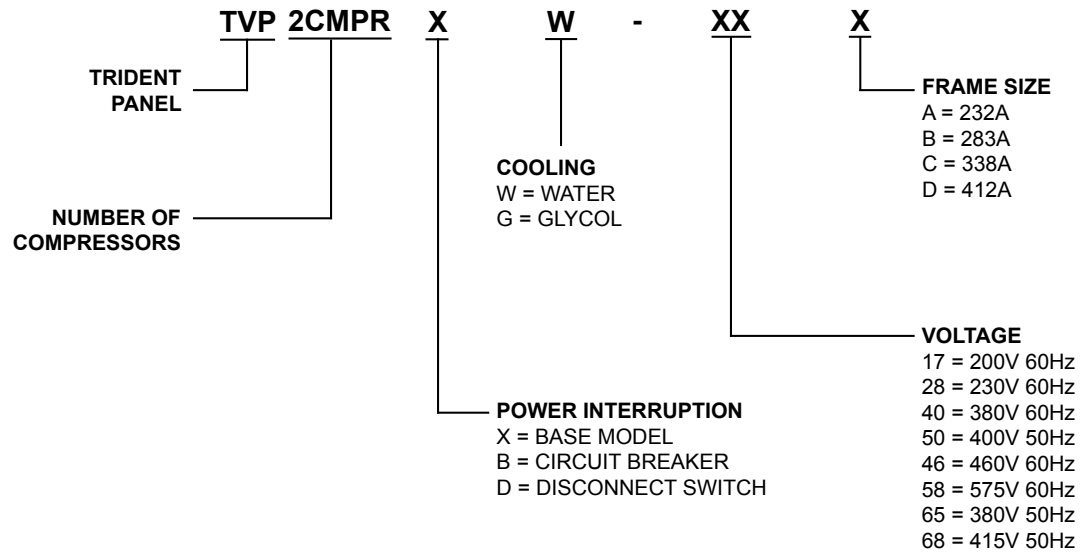 TVP 2CMPR X W - XX X
TRIDENT
PANEL
NUMBER OF
COMPRESSORS
COOLING
W = WATER
G = GLYCOL
POWER INTERRUPTION
X = BASE MODEL
B = CIRCUIT BREAKER
D = DISCONNECT SWITCH
FRAME SIZE
A = 232A
B = 283A
C = 338A
D = 412A
VOLTAGE
17 = 200V 60Hz
28 = 230V 60Hz
40 = 380V 60Hz
50 = 400V 50Hz
46 = 460V 60Hz
58 = 575V 60Hz
65 = 380V 50Hz
68 = 415V 50Hz